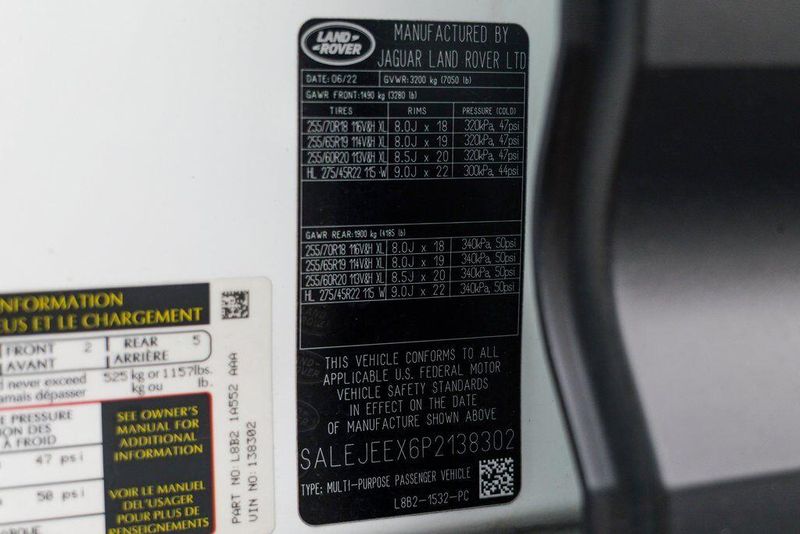 LAND ROVER
MANUFACTURED BY
JAGUAR LAND ROVER LTD
DATE: 06/22 GVWR: 3200 kg (7050 lb)
GAWR FRONT: 1490 kg (3280 lb)
TIRES RIMS PRESSURE (COLD)
255/70R18 116V&H XL 8.0J x 18 320kPa, 47psi
255/65R19 114V&H XL 8.0J x 19 320kPa, 47psi
255/60R20 113V&H XL 8.5J x 20 320kPa, 47psi
HL 275/45R22 115 W 9.0J x 22 300kPa, 44psi
GAWR REAR: 1900 kg (4185 lb)
255/70R18 116V&H XL 8.0J x 18 340kPa, 50psi
255/65R19 114V&H XL 8.0J x 19 340kPa, 50psi
255/60R20 113V&H XL 8.5J x 20 340kPa, 50psi
HL 275/45R22 115 W 9.0J x 22 340kPa, 50psi
THIS VEHICLE CONFORMS TO ALL
APPLICABLE U.S. FEDERAL MOTOR
VEHICLE SAFETY STANDARDS
IN EFFECT ON THE DATE
OF MANUFACTURE SHOWN ABOVE
SALEJEEX6P2138302
TYPE: MULTI-PURPOSE PASSENGER VEHICLE
L8B2-1532-PC
NFORMATION
EUS ET LE CHARGEMENT
FRONT 2 REAR 5
AVANT ARRIÈRE
never exceed 525 kg or 1157lbs.
amais dépasser kg ou lb.
PRESSURE
ION DES
À FROID
47 psi
50 psi
SEE OWNER'S
MANUAL FOR
ADDITIONAL
INFORMATION
VOIR LE MANUEL
DEL'USAGER
POUR PLUS DE
RENSEIGNEMENTS
PART NO: L8B2 1A552 AAA
VIN NO: 138302